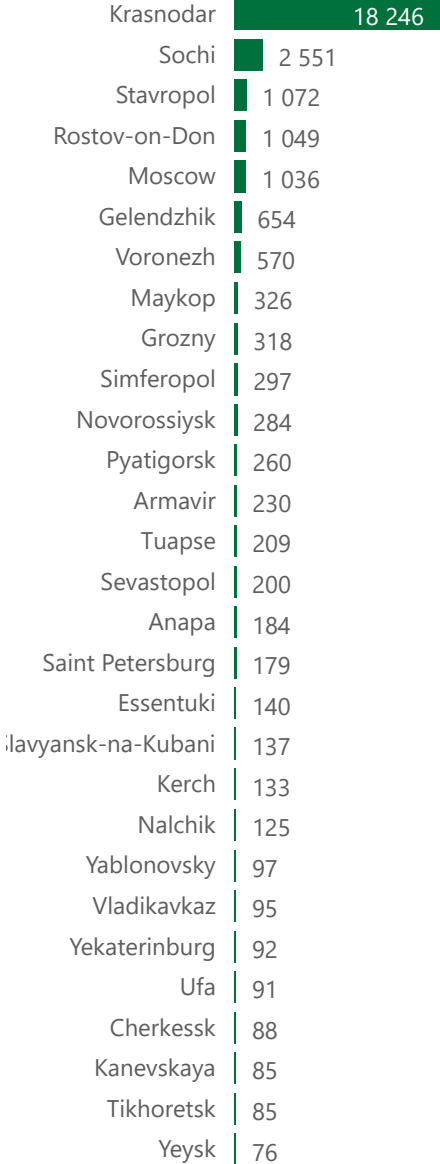 Krasnodar 18 246
Sochi 2 551
Stavropol 1 072
Rostov-on-Don 1 049
Moscow 1 036
Gelendzhik 654
Voronezh 570
Maykop 326
Grozny 318
Simferopol 297
Novorossiysk 284
Pyatigorsk 260
Armavir 230
Tuapse 209
Sevastopol 200
Anapa 184
Saint Petersburg 179
Essentuki 140
Slavyansk-na-Kubani 137
Kerch 133
Nalchik 125
Yablonovsky 97
Vladikavkaz 95
Yekaterinburg 92
Ufa 91
Cherkessk 88
Kanevskaya 85
Tikhoretsk 85
Yeysk 76